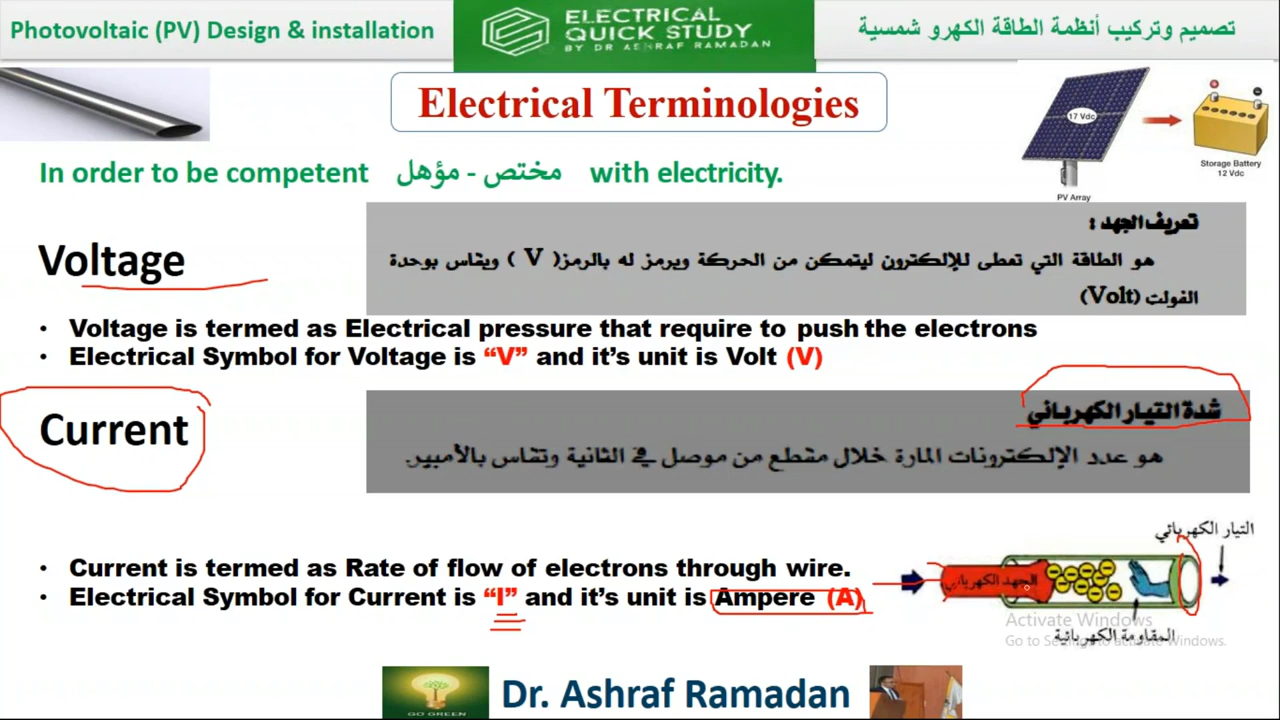 Photovoltaic (PV) Design & installation
ELECTRICAL
QUICK STUDY
BY DR ASHRAF RAMADAN
تصميم وتركيب أنظمة الطاقة الكهرو شمسية
Electrical Terminologies
17 Vdc
PV Array
Storage Battery
12 Vdc
In order to be competent مختص - مؤهل with electricity.
Voltage
تعريف الجهد :
هو الطاقة التي تعطى للإلكترون ليتمكن من الحركة ويرمز له بالرمز( V ) ويقاس بوحدة
الفولت (Volt)
• Voltage is termed as Electrical pressure that require to push the electrons
• Electrical Symbol for Voltage is “V” and it’s unit is Volt (V)
Current
شدة التيار الكهربائي
هو عدد الإلكترونات المارة خلال مقطع من موصل في الثانية وتقاس بالأمبير.
• Current is termed as Rate of flow of electrons through wire.
• Electrical Symbol for Current is “I” and it’s unit is Ampere (A)
التيار الكهربائي
الجهد الكهربائي
المقاومة الكهربائية
Activate Windows
Go to Settings to activate Windows.
GO GREEN
Dr. Ashraf Ramadan